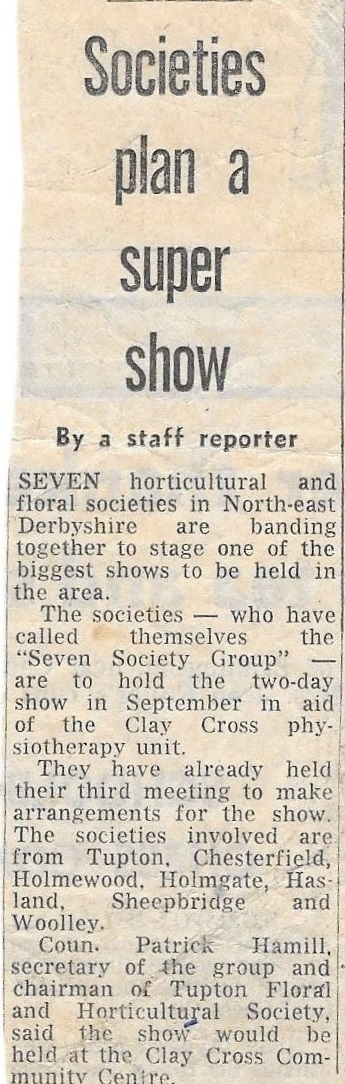 Societies
plan a
super
show
By a staff reporter
SEVEN horticultural and
floral societies in North-east
Derbyshire are banding
together to stage one of the
biggest shows to be held in
the area.
The societies — who have
called themselves the
"Seven Society Group" —
are to hold the two-day
show in September in aid
of the Clay Cross phy-
siotherapy unit.
They have already held
their third meeting to make
arrangements for the show.
The societies involved are
from Tupton, Chesterfield,
Holmewood, Holmgate, Has-
land, Sheepbridge and
Woolley.
Coun. Patrick Hamill,
secretary of the group and
chairman of Tupton Floral
and Horticultural Society,
said the show would be
held at the Clay Cross Com-
munity Centre.